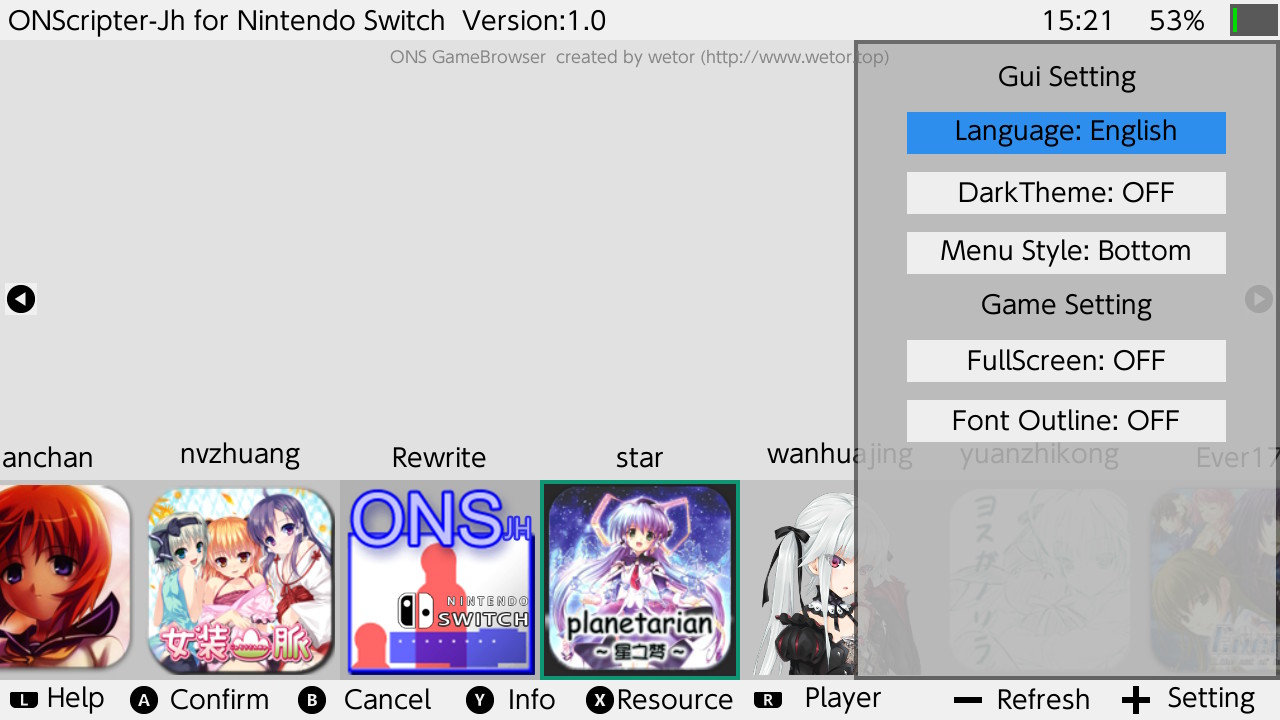 ONScripter-Jh for Nintendo Switch Version:1.0 15:21 53%
ONS GameBrowser created by wetor (http://www.wetor.top)
Gui Setting
Language: English
DarkTheme: OFF
Menu Style: Bottom
Game Setting
FullScreen: OFF
Font Outline: OFF
anchan nvzhuang Rewrite star wanhuajing yuanzhikong Ever17
女装山脈
ONS JH
NINTENDO
SWITCH
planetarian
~星之梦~
ヨスガノソラ
L Help A Confirm B Cancel Y Info X Resource R Player − Refresh + Setting